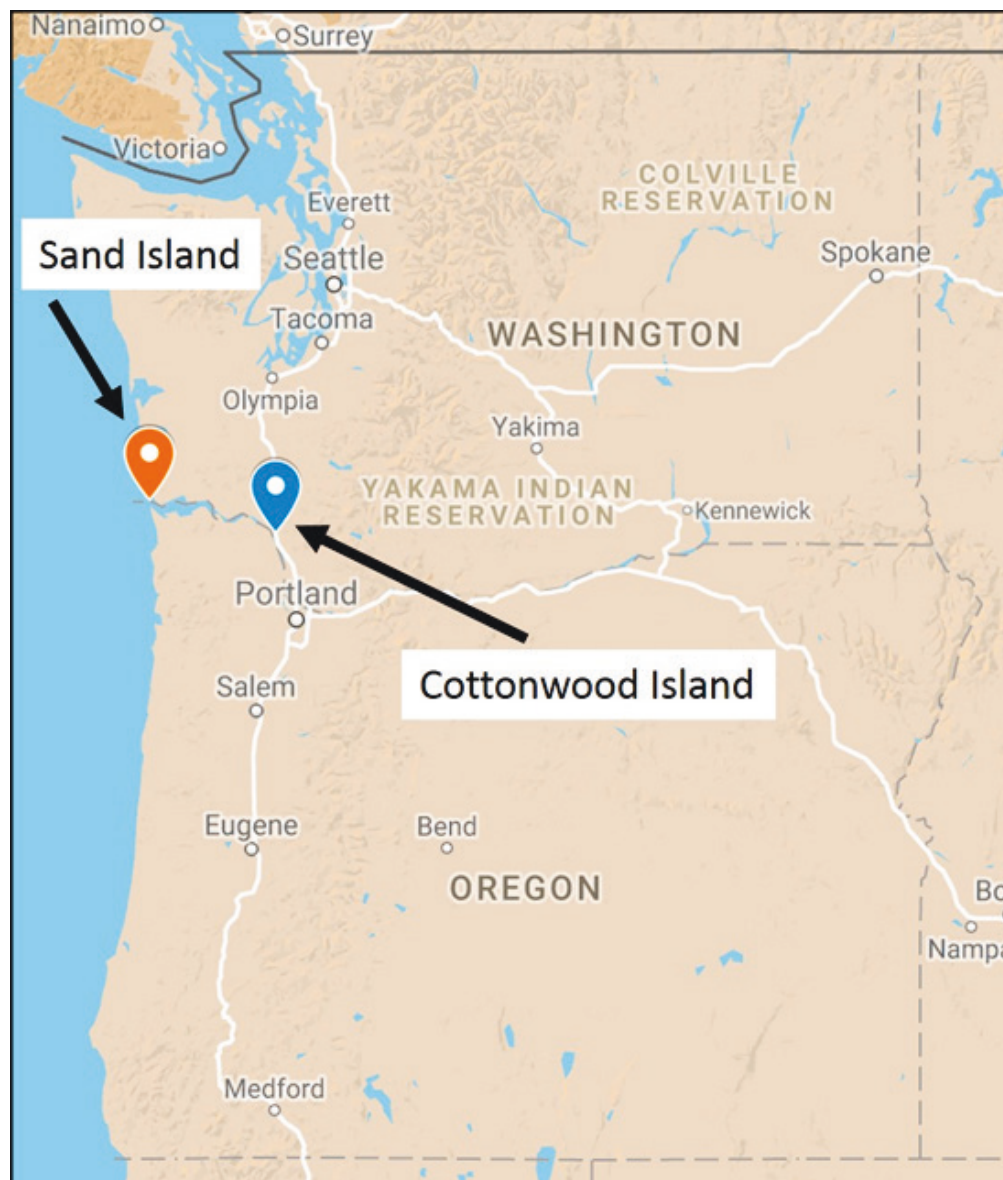 Nanaimo
Surrey
Victoria
COLVILLE
RESERVATION
Everett
Sand Island
Seattle
Spokane
Tacoma
WASHINGTON
Olympia
Yakima
YAKAMA INDIAN
RESERVATION
Kennewick
Portland
Cottonwood Island
Salem
Eugene
Bend
OREGON
Bo
Nampa
Medford